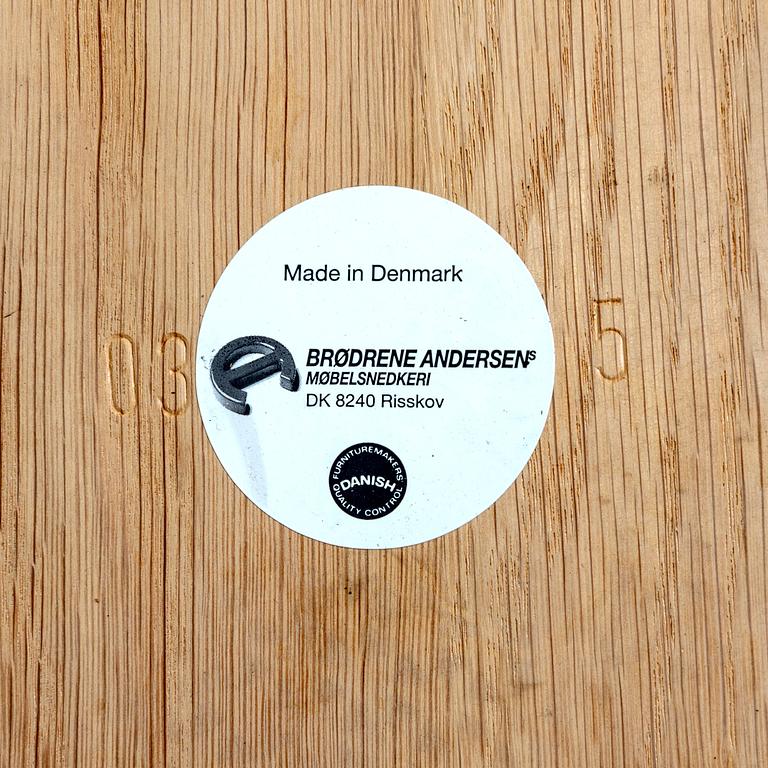 Made in Denmark
BRØDRENE ANDERSENS
MØBELSNEDKERI
DK 8240 Risskov
03
5
FURNITUREMAKERS'
DANISH
QUALITY CONTROL